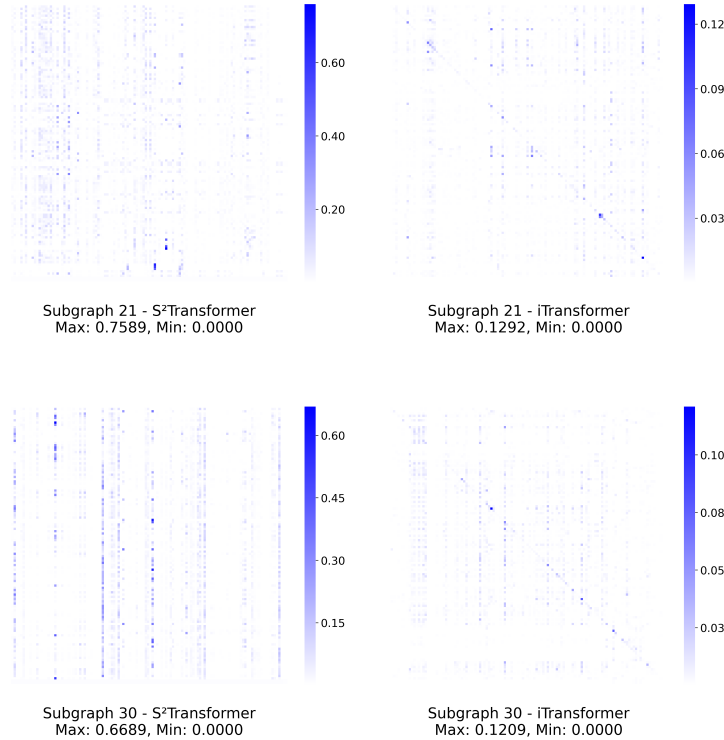 0.60
0.40
0.20
Subgraph 21 - S²Transformer
Max: 0.7589, Min: 0.0000
0.12
0.09
0.06
0.03
Subgraph 21 - iTransformer
Max: 0.1292, Min: 0.0000
0.60
0.45
0.30
0.15
Subgraph 30 - S²Transformer
Max: 0.6689, Min: 0.0000
0.10
0.08
0.05
0.03
Subgraph 30 - iTransformer
Max: 0.1209, Min: 0.0000